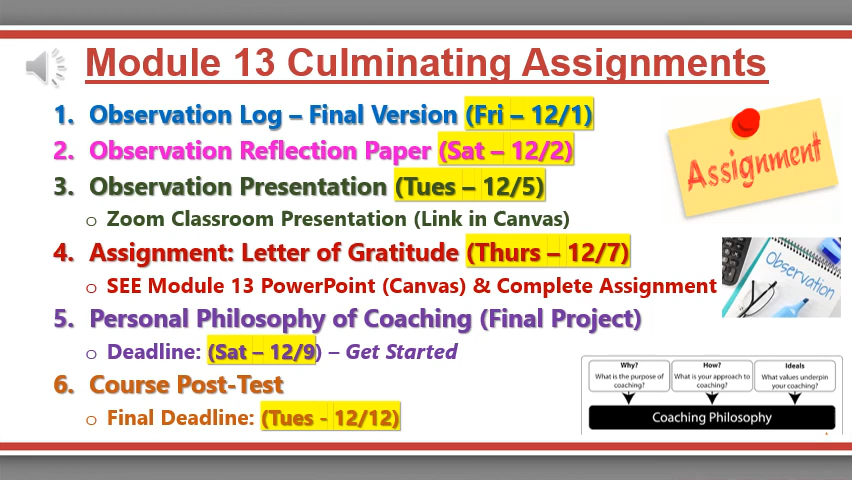 Module 13 Culminating Assignments
1. Observation Log – Final Version (Fri – 12/1)
2. Observation Reflection Paper (Sat – 12/2)
3. Observation Presentation (Tues – 12/5)
o Zoom Classroom Presentation (Link in Canvas)
4. Assignment: Letter of Gratitude (Thurs – 12/7)
o SEE Module 13 PowerPoint (Canvas) & Complete Assignment
5. Personal Philosophy of Coaching (Final Project)
o Deadline: (Sat – 12/9) – Get Started
6. Course Post-Test
o Final Deadline: (Tues - 12/12)
Assignment
Observation
Why?
What is the purpose of
coaching?
How?
What is your approach to
coaching?
Ideals
What values underpin
your coaching?
Coaching Philosophy